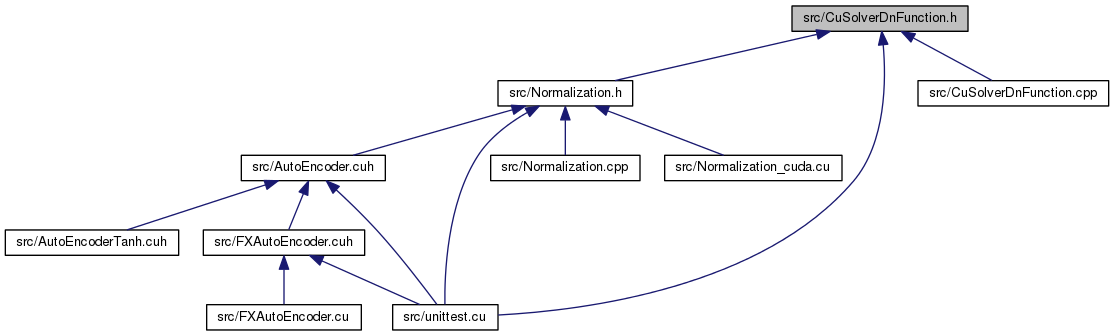 src/CuSolverDnFunction.h
src/Normalization.h
src/CuSolverDnFunction.cpp
src/AutoEncoder.cuh
src/Normalization.cpp
src/Normalization_cuda.cu
src/AutoEncoderTanh.cuh
src/FXAutoEncoder.cuh
src/FXAutoEncoder.cu
src/unittest.cu